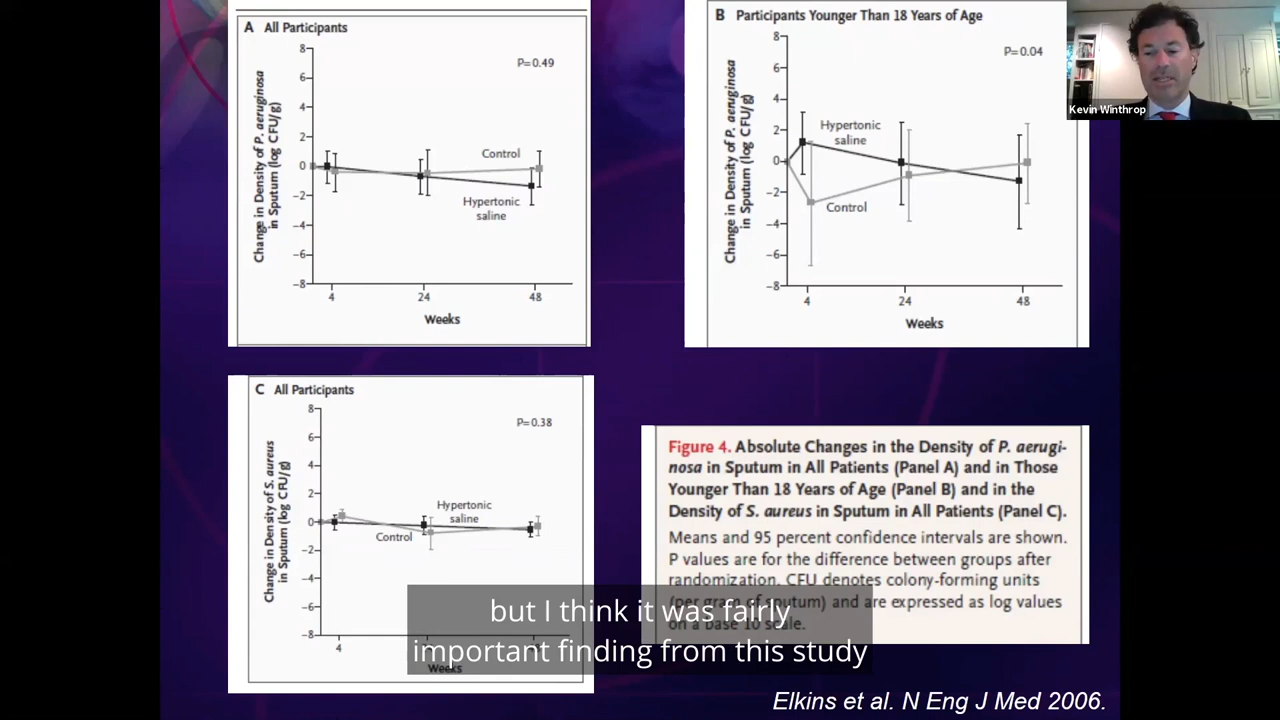 A All Participants
P=0.49
Change in Density of P. aeruginosa
in Sputum (log CFU/g)
8
6
4
2
0
−2
−4
−6
−8
Control
Hypertonic
saline
4 24 48
Weeks
B Participants Younger Than 18 Years of Age
P=0.04
Change in Density of P. aeruginosa
in Sputum (log CFU/g)
8
6
4
2
0
−2
−4
−6
−8
Hypertonic
saline
Control
4 24 48
Weeks
Kevin Winthrop
C All Participants
P=0.38
Change in Density of S. aureus
in Sputum (log CFU/g)
8
6
4
2
0
−2
−4
−6
−8
Hypertonic
saline
Control
4
Weeks
Figure 4. Absolute Changes in the Density of P. aerugi-
nosa in Sputum in All Patients (Panel A) and in Those
Younger Than 18 Years of Age (Panel B) and in the
Density of S. aureus in Sputum in All Patients (Panel C).
Means and 95 percent confidence intervals are shown.
P values are for the difference between groups after
randomization. CFU denotes colony-forming units
(per gram of sputum) and are expressed as log values
on a base 10 scale.
but I think it was fairly
important finding from this study
Elkins et al. N Eng J Med 2006.